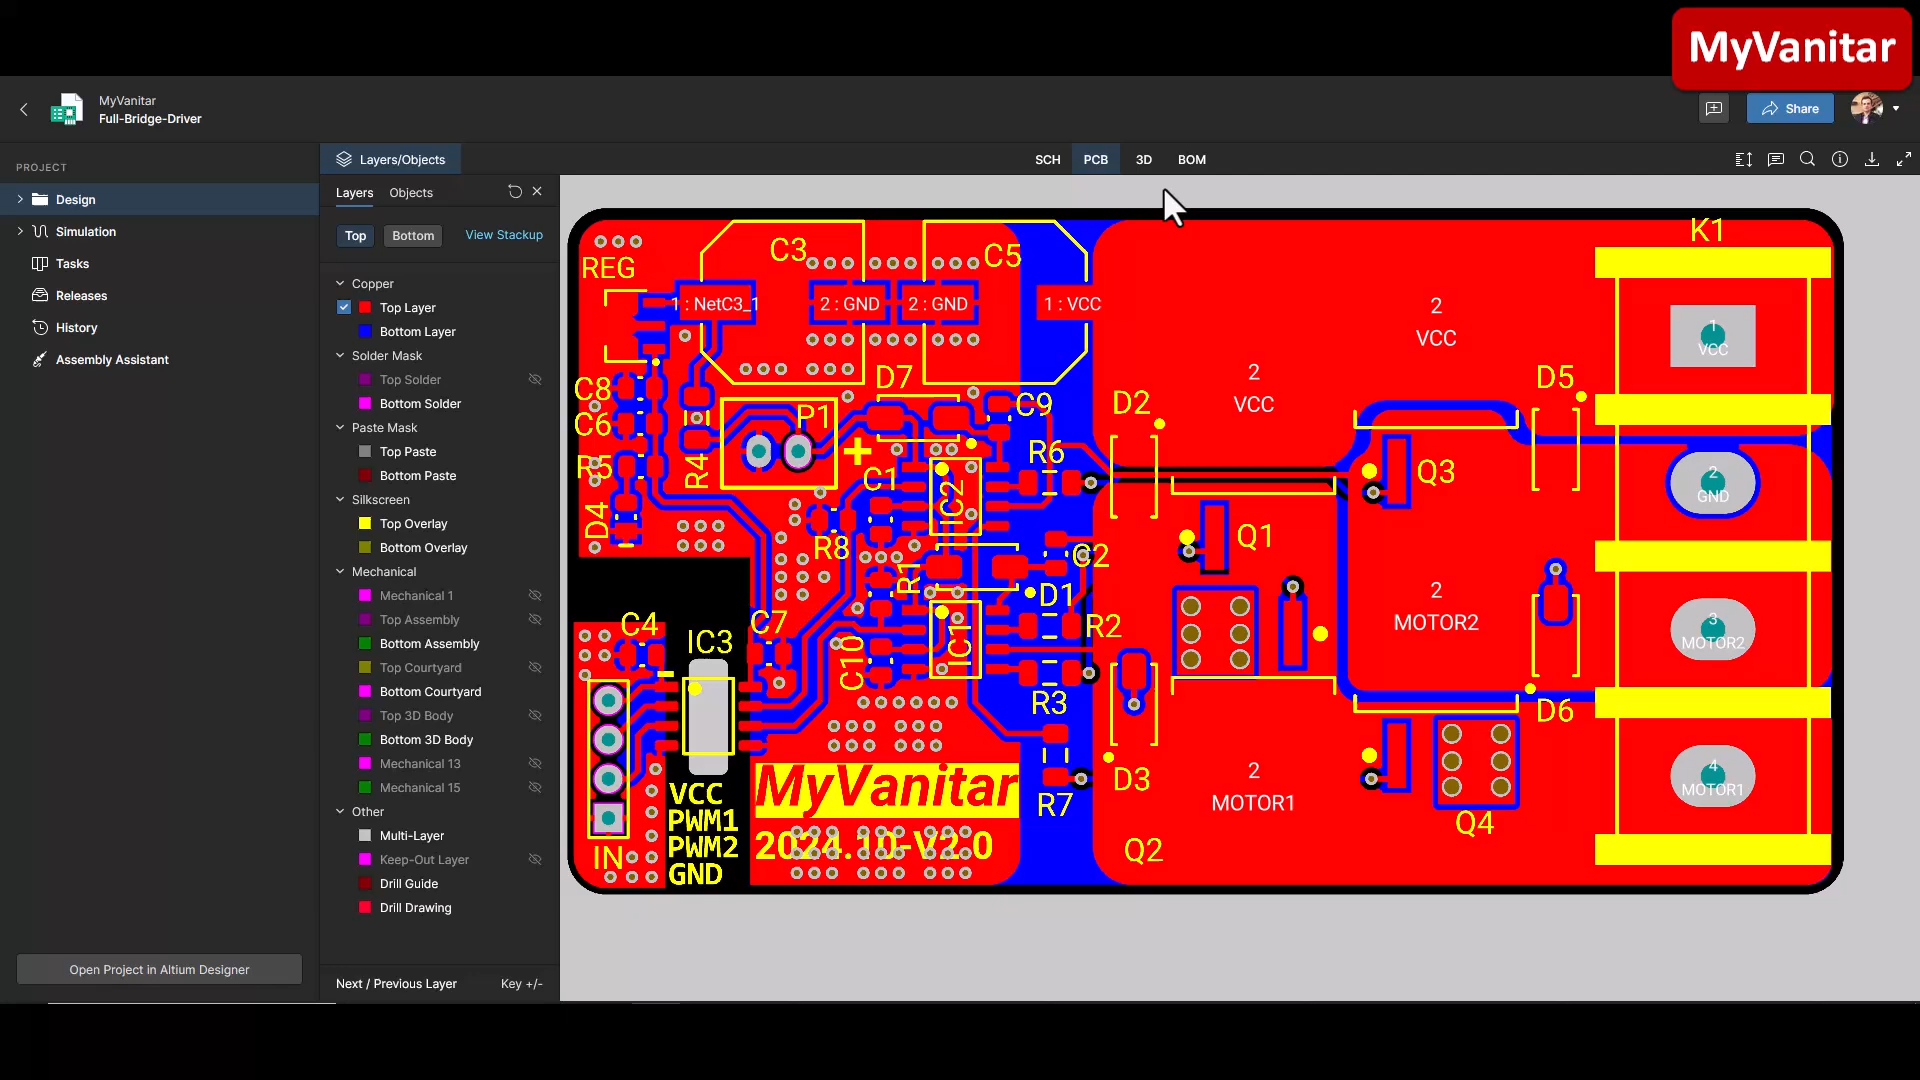 MyVanitar
MyVanitar
Full-Bridge-Driver
Share
PROJECT
Design
Simulation
Tasks
Releases
History
Assembly Assistant
Open Project in Altium Designer
Layers/Objects
SCH
PCB
3D
BOM
Layers
Objects
Top
Bottom
View Stackup
Copper
Top Layer
Bottom Layer
Solder Mask
Top Solder
Bottom Solder
Paste Mask
Top Paste
Bottom Paste
Silkscreen
Top Overlay
Bottom Overlay
Mechanical
Mechanical 1
Top Assembly
Bottom Assembly
Top Courtyard
Bottom Courtyard
Top 3D Body
Bottom 3D Body
Mechanical 13
Mechanical 15
Other
Multi-Layer
Keep-Out Layer
Drill Guide
Drill Drawing
Next / Previous Layer
Key +/-
REG
C3
C5
K1
1 : NetC3_1
2 : GND
2 : GND
1 : VCC
2
VCC
2
VCC
1
VCC
C8
C6
R5
D4
R4
P1
+
D7
C9
D2
D5
R6
C1
IC2
Q3
2
GND
R8
Q1
R1
C2
D1
C4
IC3
C7
C10
IC1
R2
2
MOTOR2
3
MOTOR2
R3
D6
R7
D3
2
MOTOR1
Q4
4
MOTOR1
Q2
IN
VCC
PWM1
PWM2
GND
MyVanitar
2024.10-V2.0